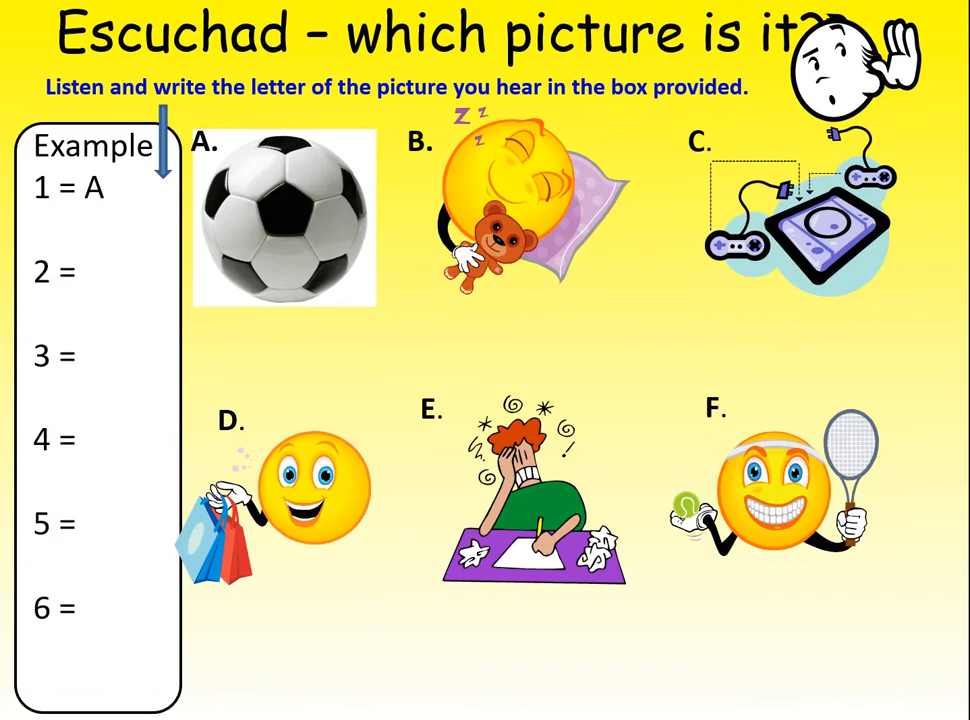 Escuchad – which picture is it?
Listen and write the letter of the picture you hear in the box provided.
Example
1 = A
2 =
3 =
4 =
5 =
6 =
A.
B.
C.
D.
E.
F.
z z
z